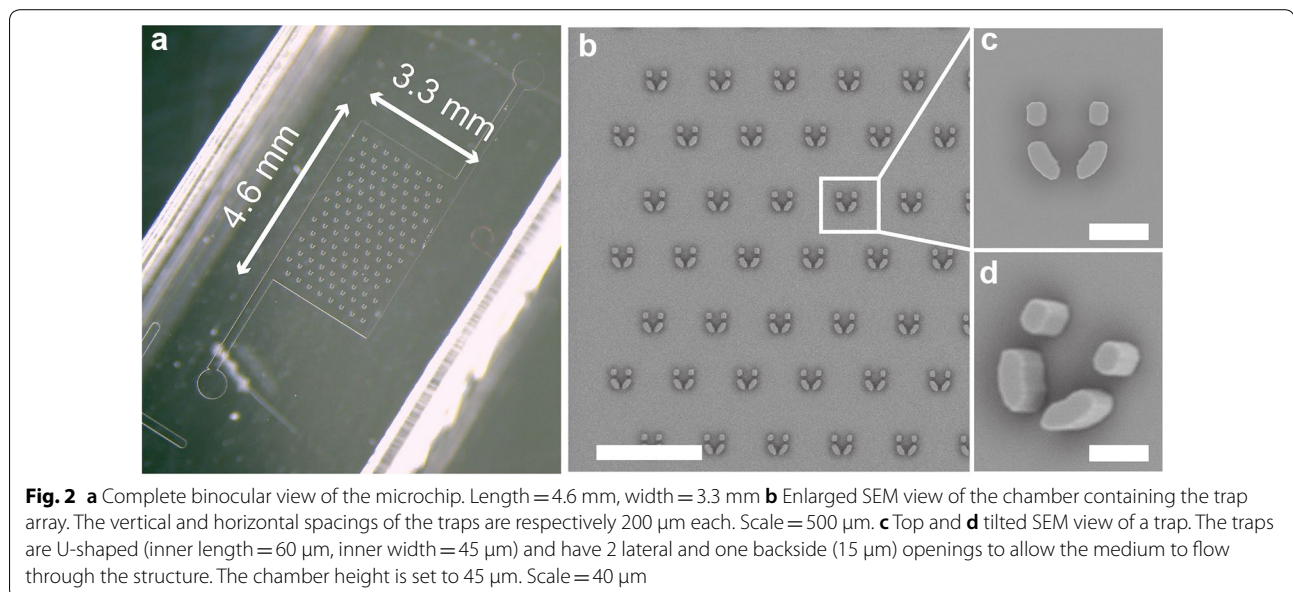 a
b
c
d
3.3 mm
4.6 mm
Fig. 2 a Complete binocular view of the microchip. Length = 4.6 mm, width = 3.3 mm b Enlarged SEM view of the chamber containing the trap
array. The vertical and horizontal spacings of the traps are respectively 200 μm each. Scale = 500 μm. c Top and d tilted SEM view of a trap. The traps
are U-shaped (inner length = 60 μm, inner width = 45 μm) and have 2 lateral and one backside (15 μm) openings to allow the medium to flow
through the structure. The chamber height is set to 45 μm. Scale = 40 μm